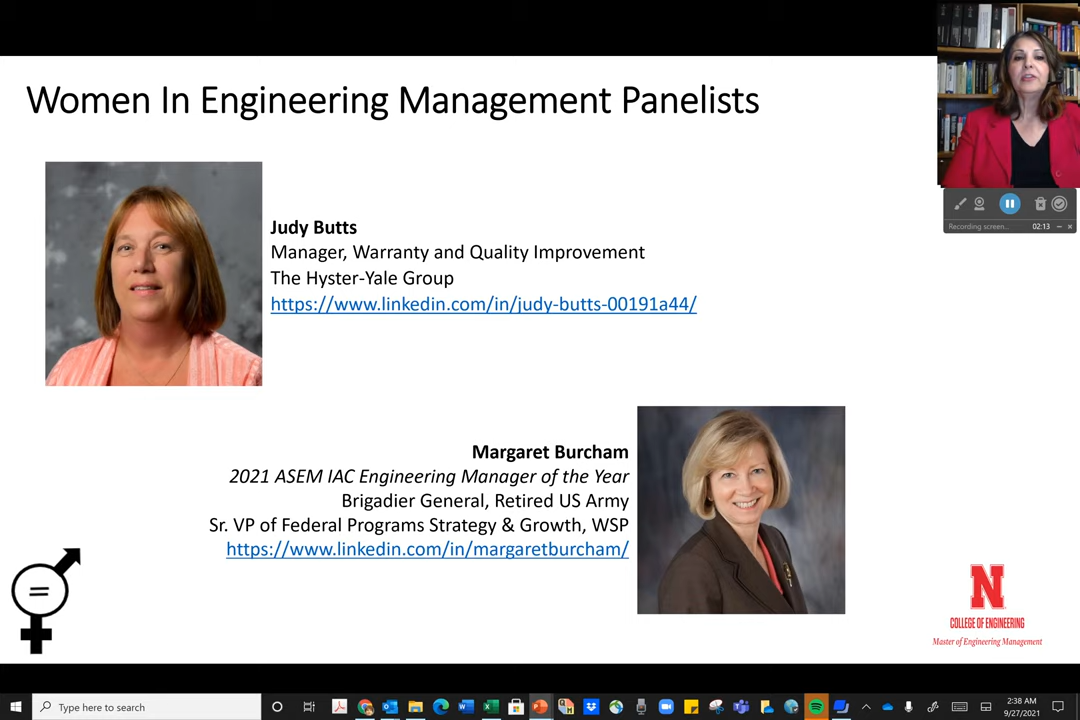 Women In Engineering Management Panelists
Recording screen...
02:13
Judy Butts
Manager, Warranty and Quality Improvement
The Hyster-Yale Group
https://www.linkedin.com/in/judy-butts-00191a44/
Margaret Burcham
2021 ASEM IAC Engineering Manager of the Year
Brigadier General, Retired US Army
Sr. VP of Federal Programs Strategy & Growth, WSP
https://www.linkedin.com/in/margaretburcham/
=
N
COLLEGE OF ENGINEERING
Master of Engineering Management
Type here to search
2:38 AM
9/27/2021